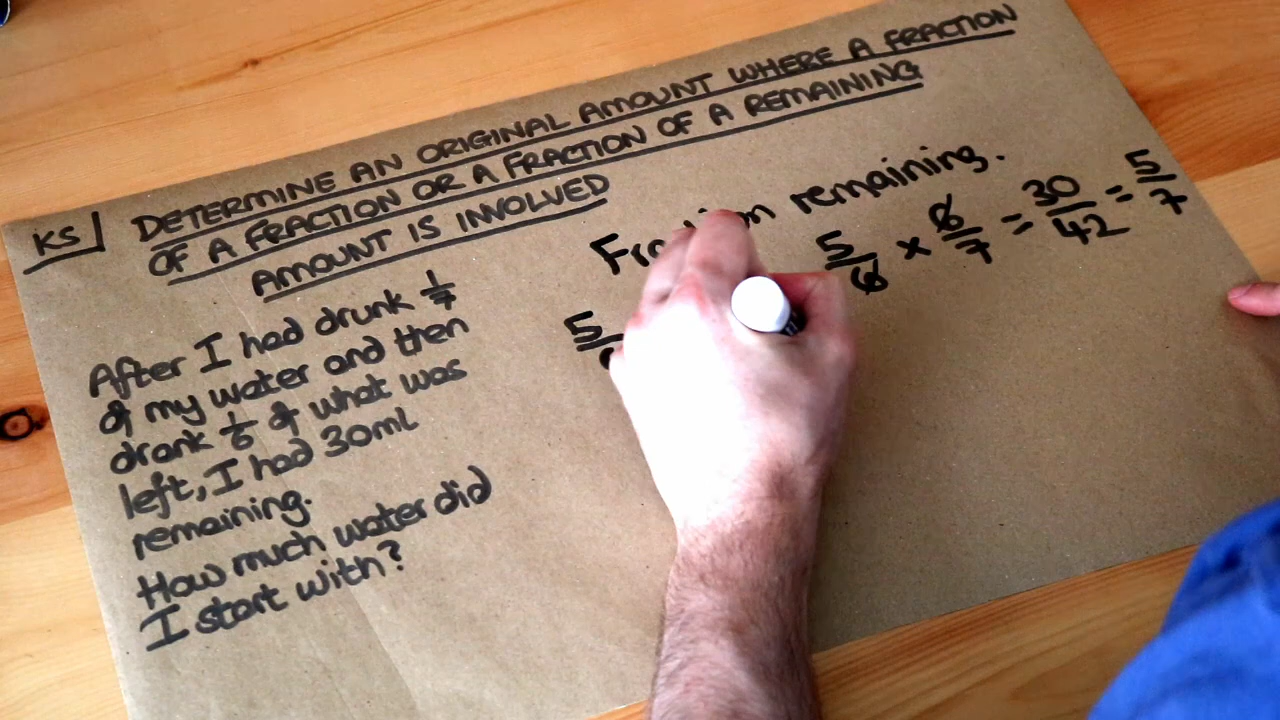 KS
DETERMINE AN ORIGINAL AMOUNT WHERE A FRACTION
OF A FRACTION OR A FRACTION OF A REMAINING
AMOUNT IS INVOLVED
After I had drunk 1/7
of my water and then
drank 1/6 of what was
left, I had 30ml
remaining.
How much water did
I start with?
remaining.
5/6 × 6/7 = 30/42 = 5/7
5